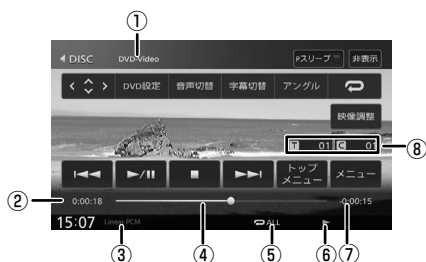 ①
DISC DVD-Video Pスリープ 非表示
DVD設定 音声切替 字幕切替 アングル
映像調整
T 01 C 01 ⑧
トップメニュー メニュー
② 0:00:18 -0:00:15
15:07 Linear PCM ALL
③ ④ ⑤ ⑥ ⑦